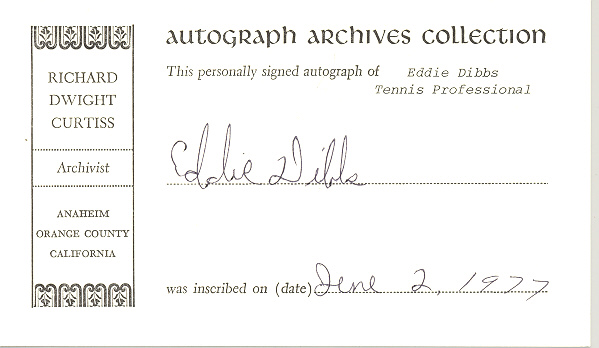 AUTOGRAPH ARCHIVES COLLECTION
RICHARD
DWIGHT
CURTISS
Archivist
ANAHEIM
ORANGE COUNTY
CALIFORNIA
This personally signed autograph of Eddie Dibbs
Tennis Professional
Eddie Dibbs
was inscribed on (date) June 2, 1977